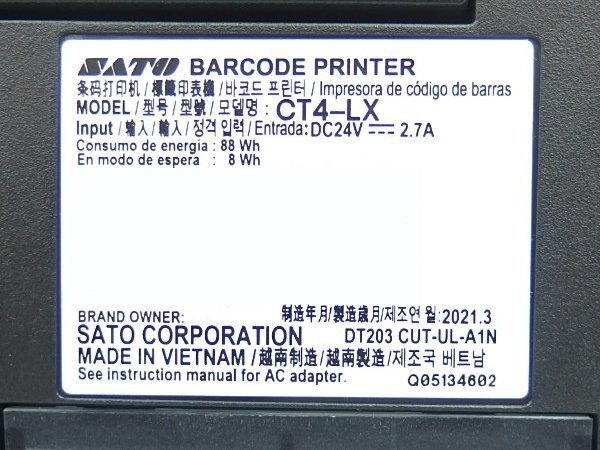 SATO BARCODE PRINTER
条码打印机 / 標籤印表機 / 바코드 프린터 / Impresora de código de barras
MODEL / 型号 / 型號 / 모델명 : CT4-LX
Input / 输入 / 輸入 / 정격 입력 / Entrada: DC24V ⎓ 2.7A
Consumo de energía : 88 Wh
En modo de espera : 8 Wh
制造年月/製造歲月/제조연 월: 2021.3
BRAND OWNER:
SATO CORPORATION DT203 CUT-UL-A1N
MADE IN VIETNAM / 越南制造 / 越南製造 / 제조국 베트남
See instruction manual for AC adapter. Q05134602